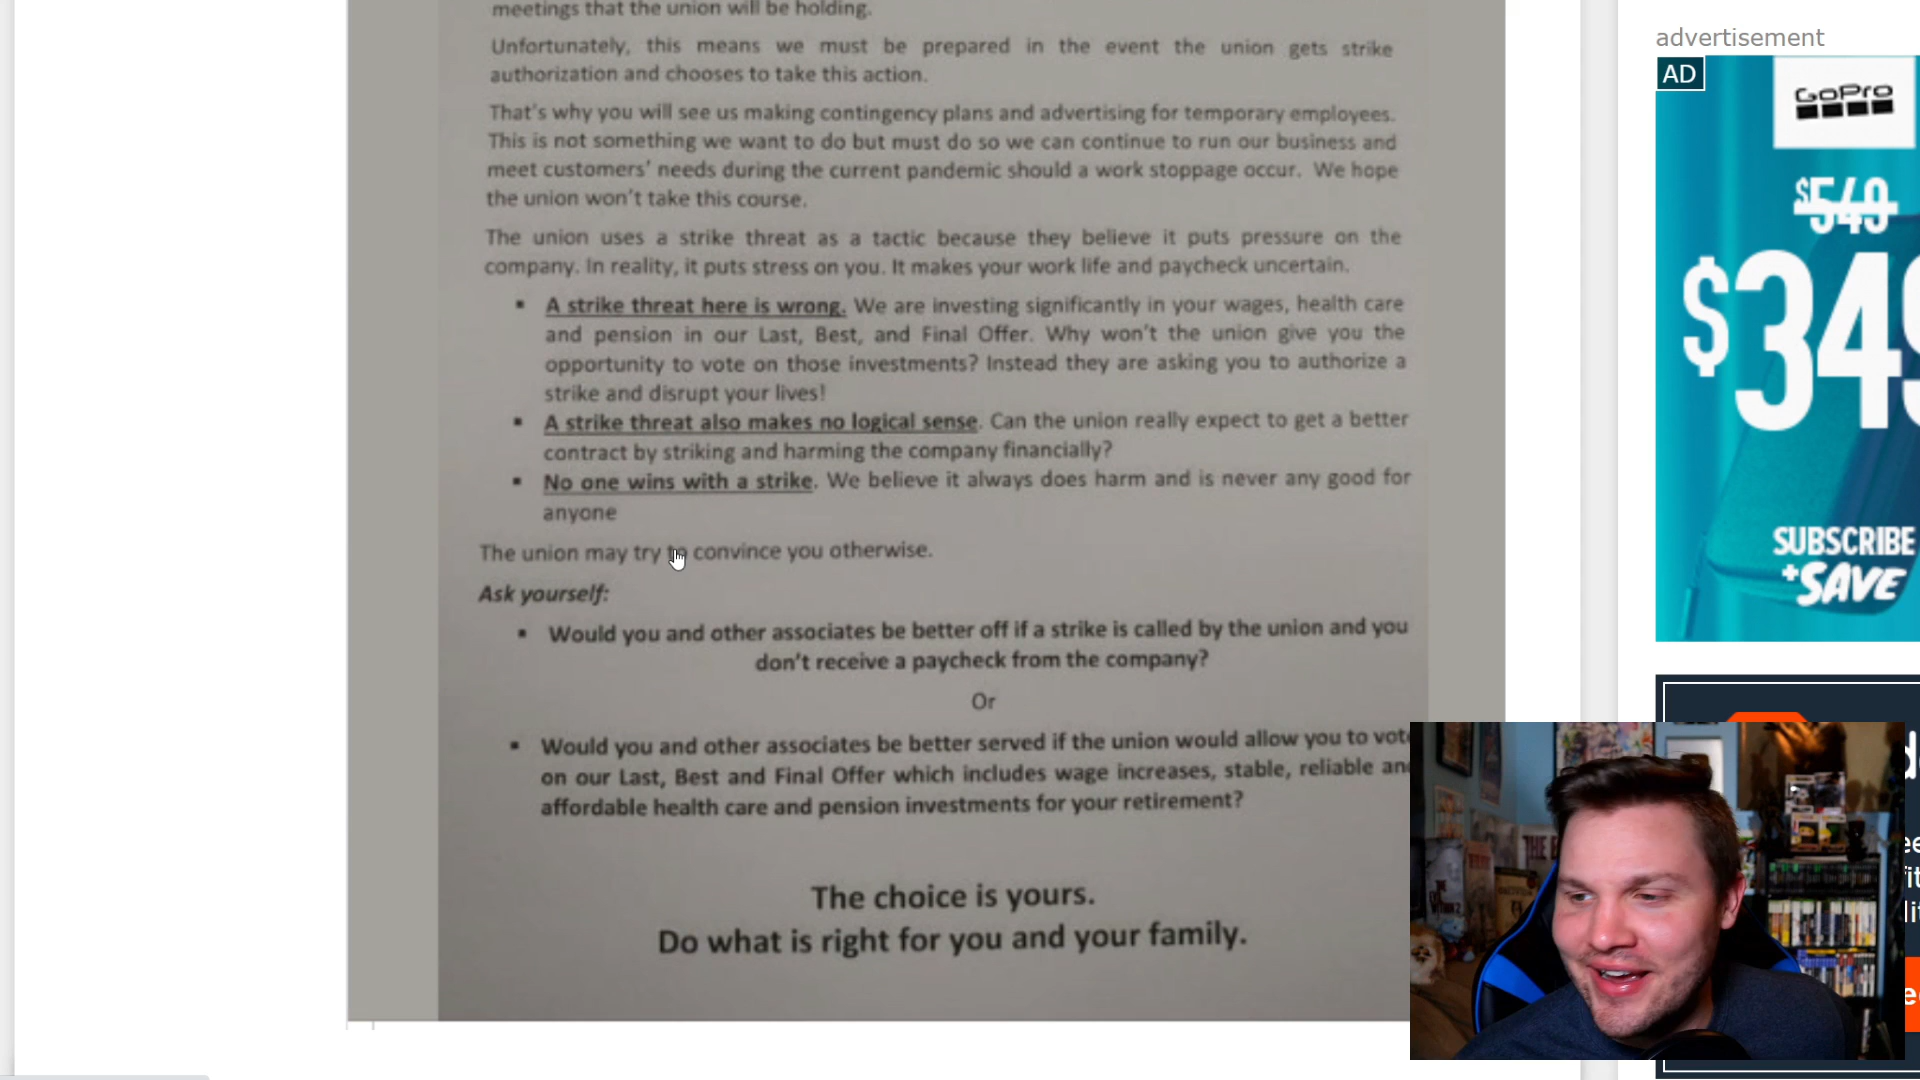 meetings that the union will be holding.
Unfortunately, this means we must be prepared in the event the union gets strike
authorization and chooses to take this action.
That's why you will see us making contingency plans and advertising for temporary employees.
This is not something we want to do but must do so we can continue to run our business and
meet customers' needs during the current pandemic should a work stoppage occur. We hope
the union won't take this course.
The union uses a strike threat as a tactic because they believe it puts pressure on the
company. In reality, it puts stress on you. It makes your work life and paycheck uncertain.
▪ A strike threat here is wrong. We are investing significantly in your wages, health care
and pension in our Last, Best, and Final Offer. Why won't the union give you the
opportunity to vote on those investments? Instead they are asking you to authorize a
strike and disrupt your lives!
▪ A strike threat also makes no logical sense. Can the union really expect to get a better
contract by striking and harming the company financially?
▪ No one wins with a strike. We believe it always does harm and is never any good for
anyone
The union may try to convince you otherwise.
Ask yourself:
▪ Would you and other associates be better off if a strike is called by the union and you
don't receive a paycheck from the company?
Or
▪ Would you and other associates be better served if the union would allow you to vot
on our Last, Best and Final Offer which includes wage increases, stable, reliable an
affordable health care and pension investments for your retirement?
The choice is yours.
Do what is right for you and your family.
advertisement
AD
GoPro
$549
$349
SUBSCRIBE
+SAVE